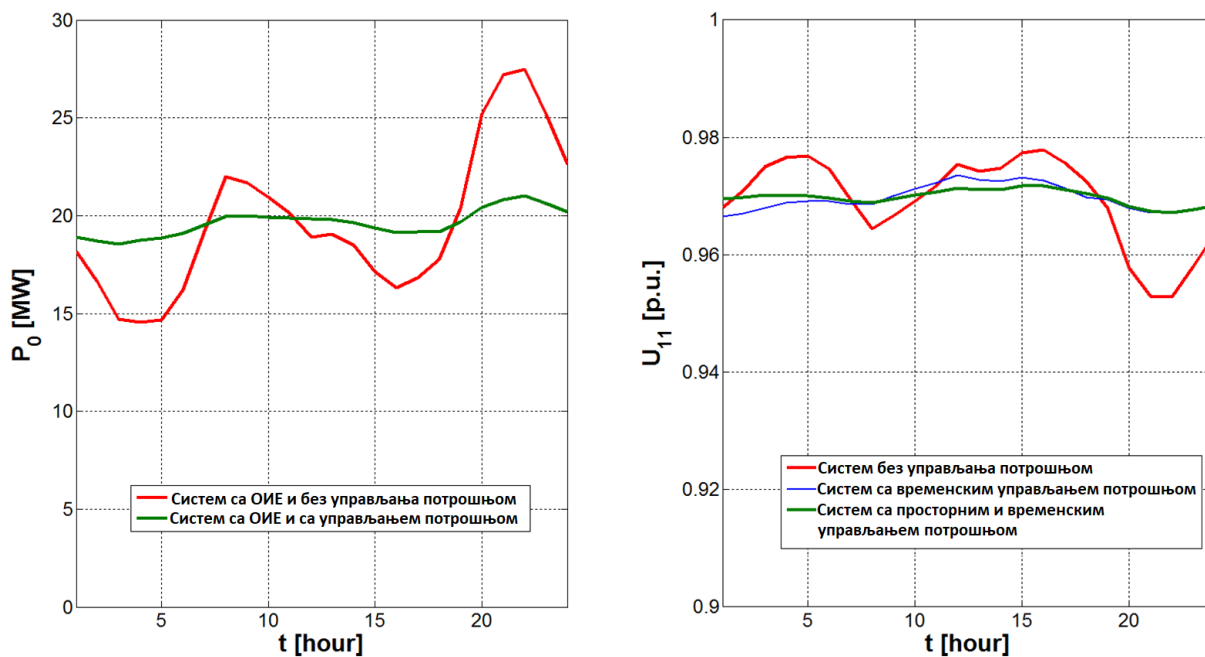 30
25
20
15
10
5
0
P0 [MW]
5
10
15
20
t [hour]
Систем са ОИЕ и без управљања потрошњом
Систем са ОИЕ и са управљањем потрошњом
1
0.98
0.96
0.94
0.92
0.9
U11 [p.u.]
5
10
15
20
t [hour]
Систем без управљања потрошњом
Систем са временским управљањем потрошњом
Систем са просторним и временским
управљањем потрошњом